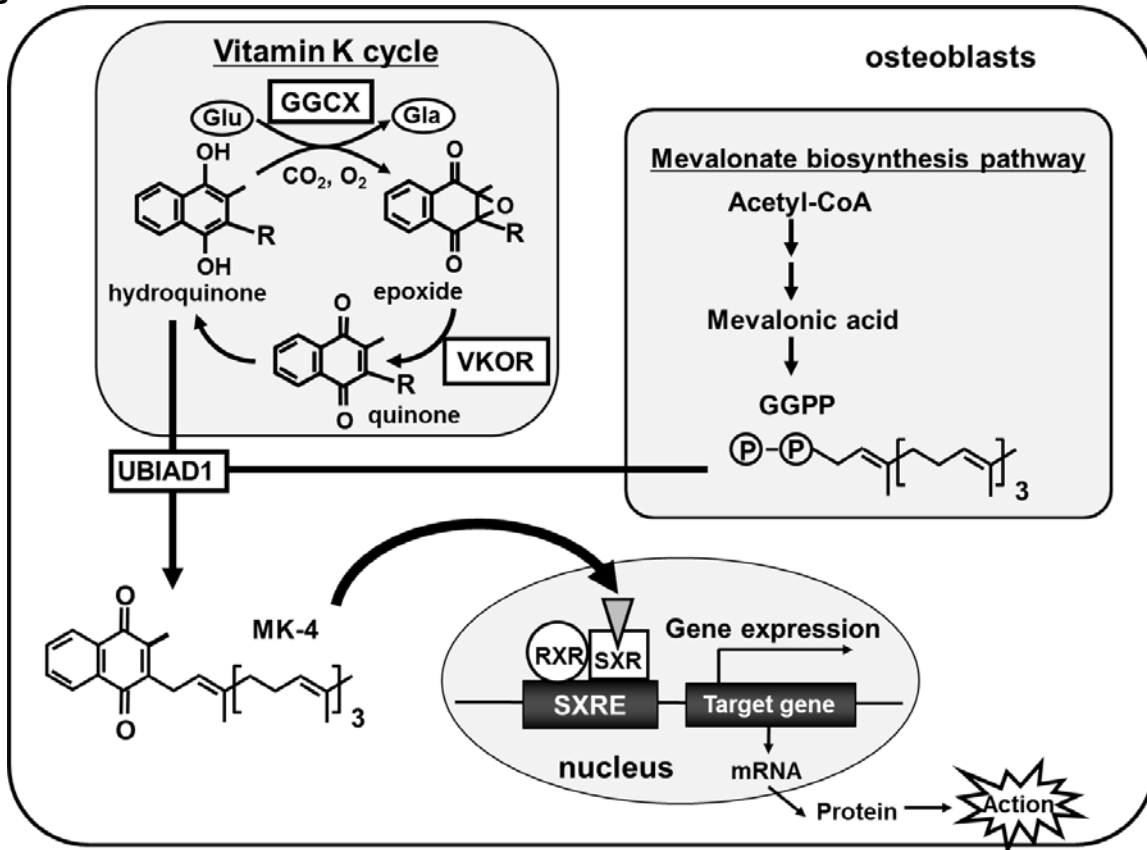 osteoblasts
Vitamin K cycle
GGCX
Glu
Gla
OH
CO2, O2
R
OH
hydroquinone
O
O
R
O
epoxide
O
VKOR
R
O
quinone
Mevalonate biosynthesis pathway
Acetyl-CoA
Mevalonic acid
GGPP
P-P
3
UBIAD1
O
MK-4
O
3
RXR
SXR
SXRE
Gene expression
Target gene
nucleus
mRNA
Protein
Action